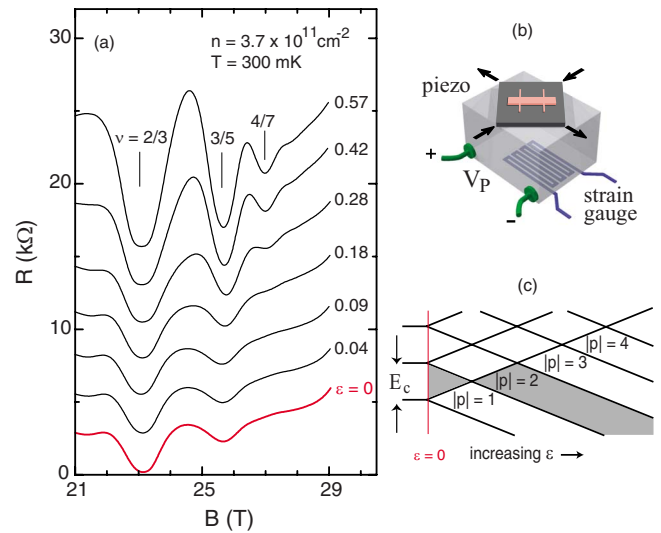 (a)
n = 3.7 x 10¹¹cm⁻²
T = 300 mK
ν = 2/3
3/5
4/7
0.57
0.42
0.28
0.18
0.09
0.04
ε = 0
30
20
10
0
R (kΩ)
21
23
25
27
29
B (T)
(b)
piezo
+
V_P
-
strain
gauge
(c)
E_c
|p| = 1
|p| = 2
|p| = 3
|p| = 4
ε = 0
increasing ε →